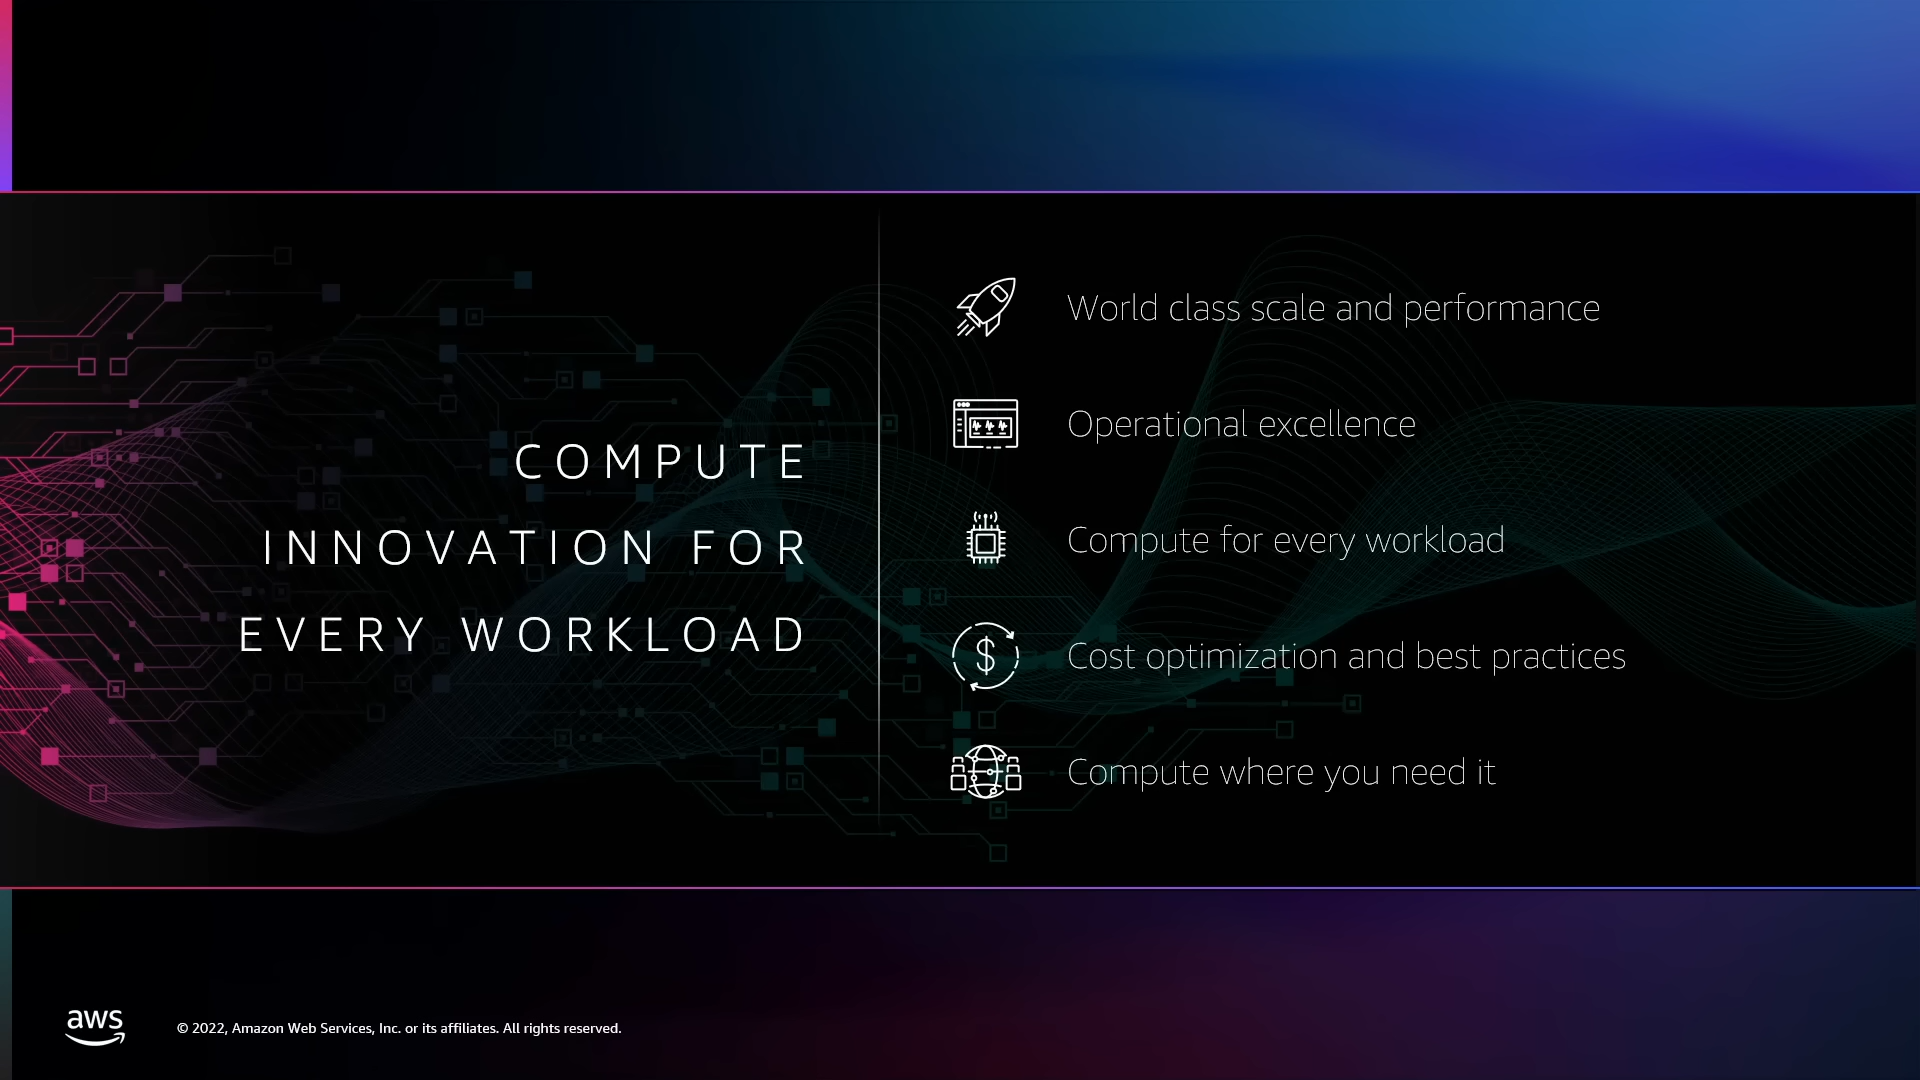 COMPUTE
INNOVATION FOR
EVERY WORKLOAD
World class scale and performance
Operational excellence
Compute for every workload
Cost optimization and best practices
Compute where you need it
aws
© 2022, Amazon Web Services, Inc. or its affiliates. All rights reserved.